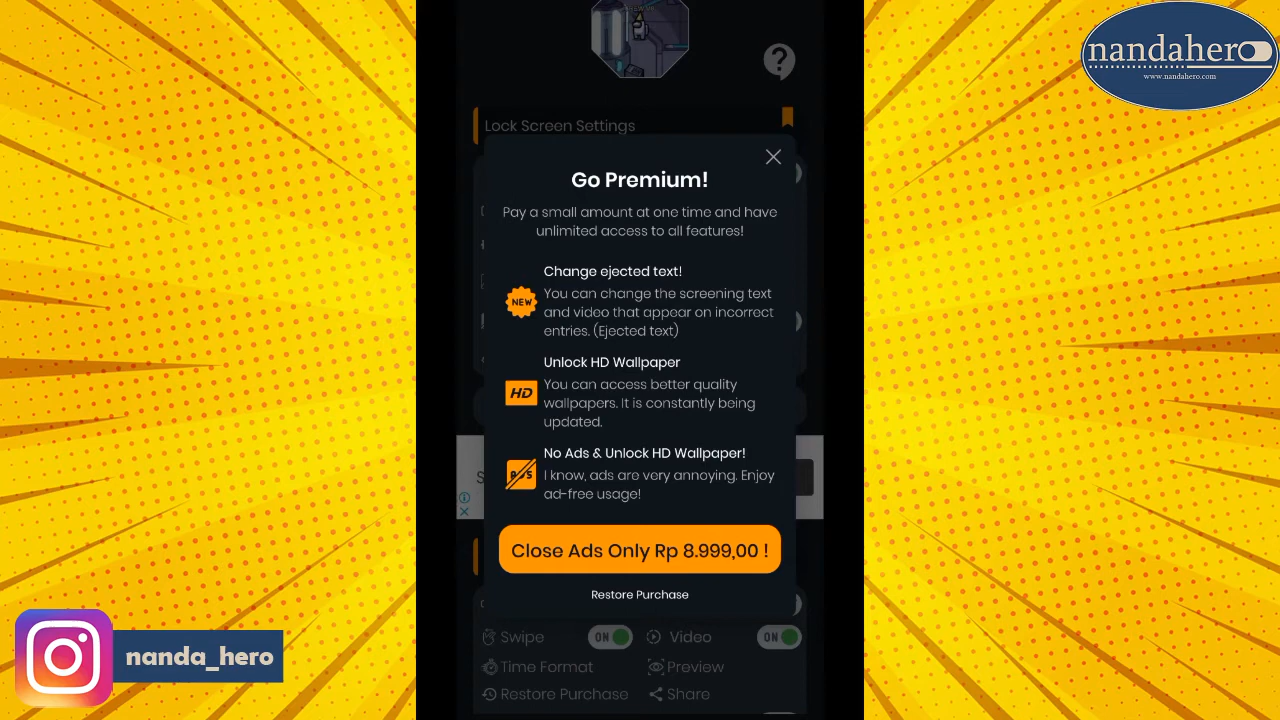 nandahero
www.nandahero.com
Lock Screen Settings
Go Premium!
Pay a small amount at one time and have
unlimited access to all features!
Change ejected text!
NEW
You can change the screening text
and video that appear on incorrect
entries. (Ejected text)
Unlock HD Wallpaper
HD
You can access better quality
wallpapers. It is constantly being
updated.
No Ads & Unlock HD Wallpaper!
ADS
I know, ads are very annoying. Enjoy
ad-free usage!
Close Ads Only Rp 8.999,00 !
Restore Purchase
Swipe ON Video ON
Time Format Preview
Restore Purchase Share
nanda_hero